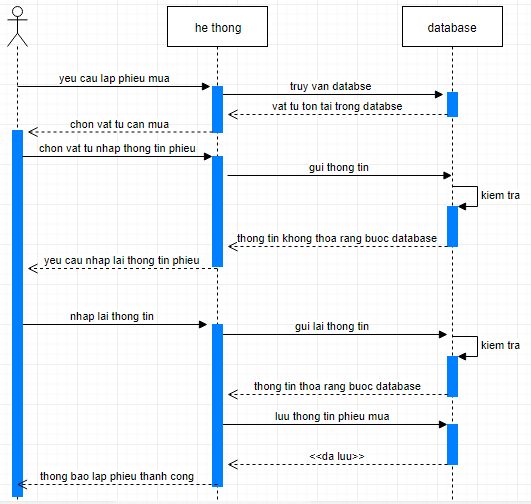 he thong
database
yeu cau lap phieu mua
truy van databse
vat tu ton tai trong databse
chon vat tu can mua
chon vat tu nhap thong tin phieu
gui thong tin
kiem tra
thong tin khong thoa rang buoc database
yeu cau nhap lai thong tin phieu
nhap lai thong tin
gui lai thong tin
kiem tra
thong tin thoa rang buoc database
luu thong tin phieu mua
<<da luu>>
thong bao lap phieu thanh cong